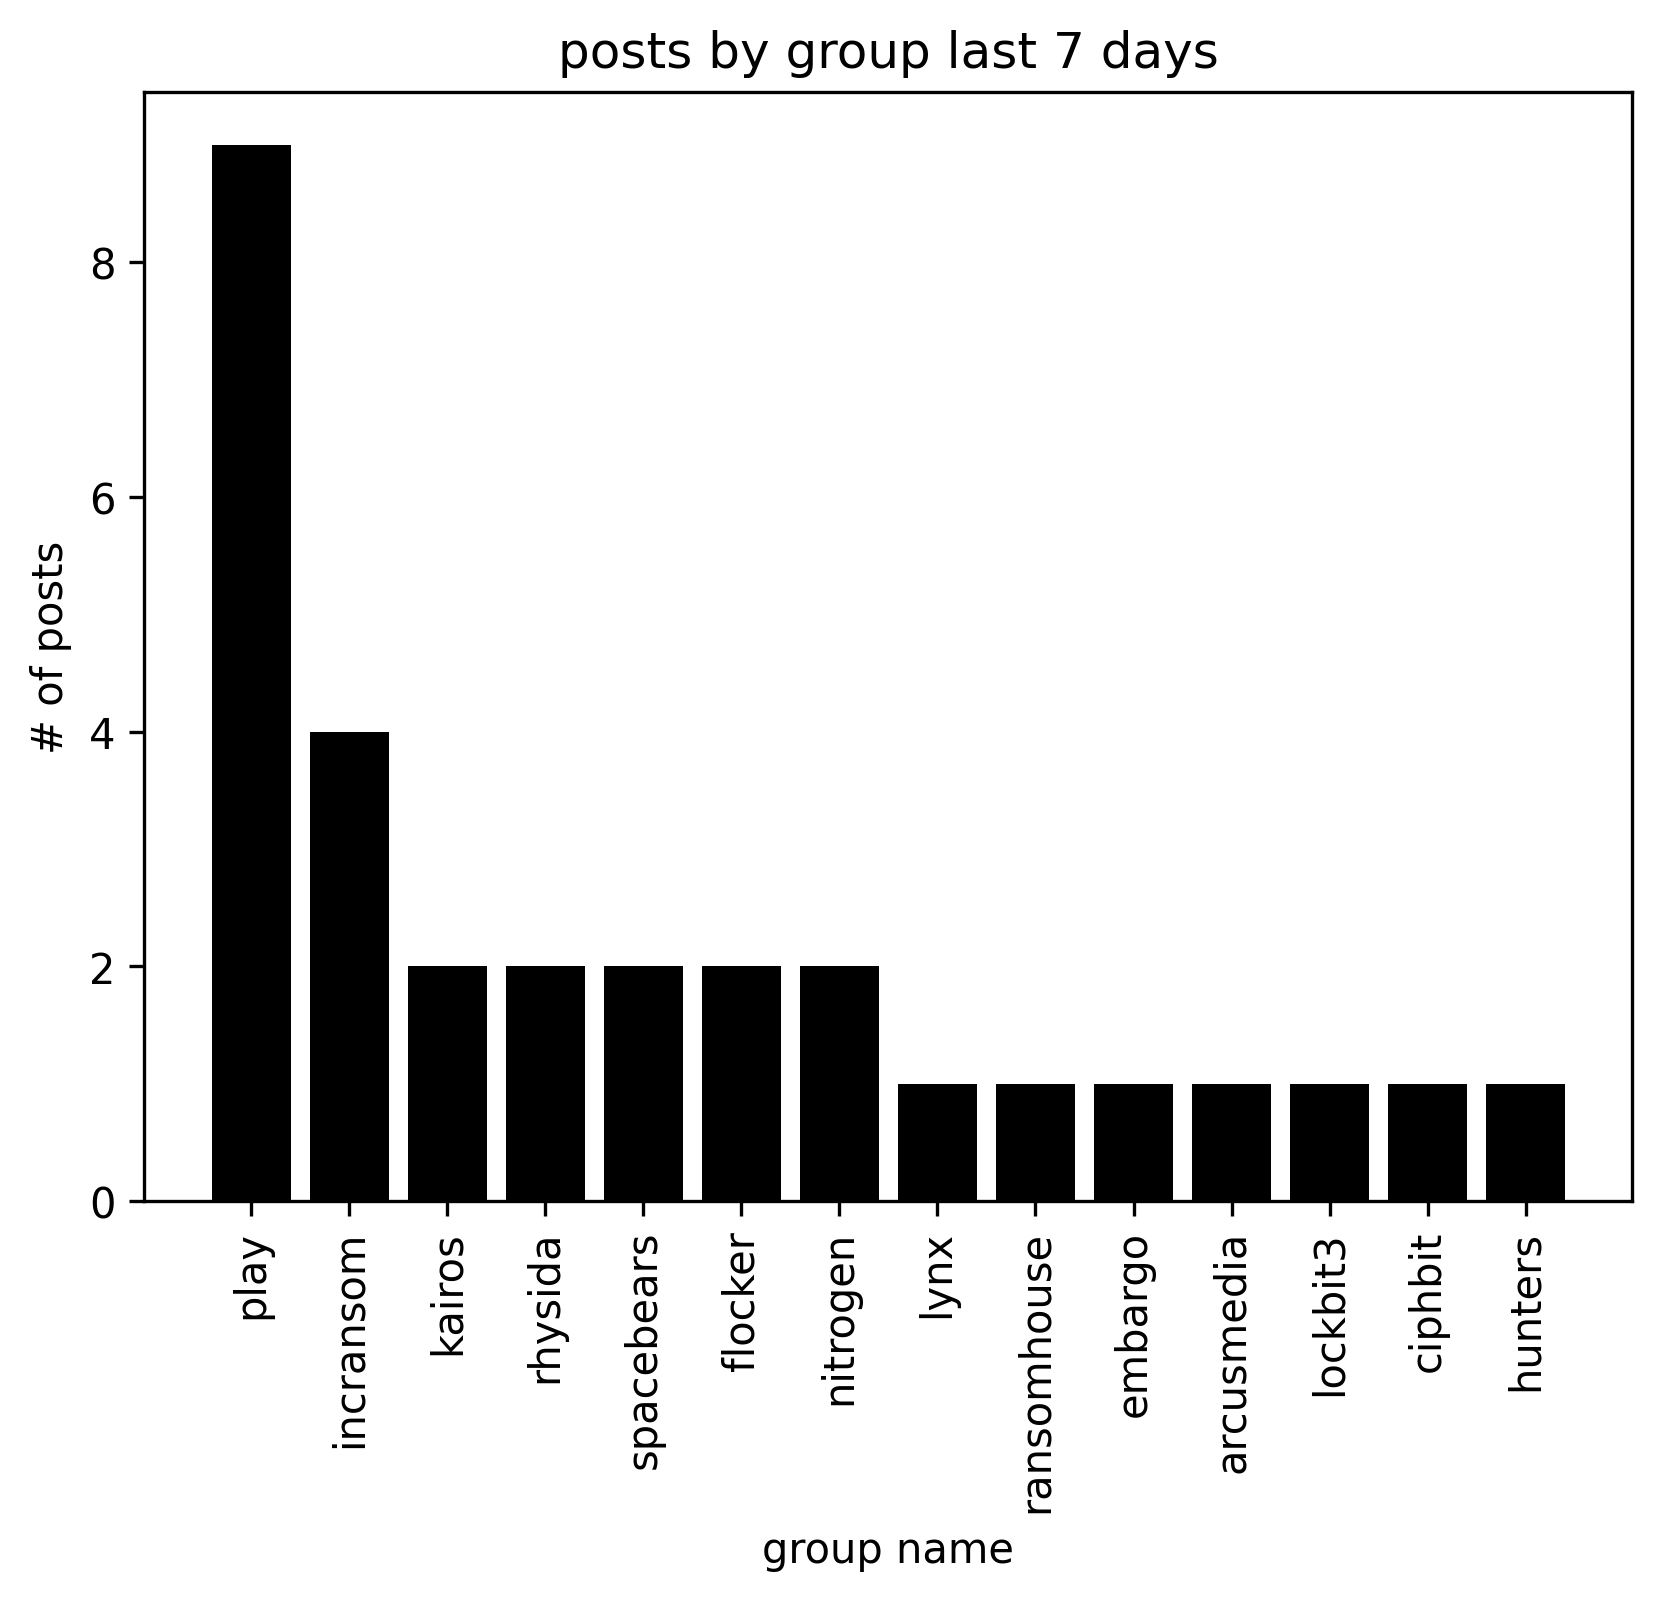 posts by group last 7 days
# of posts
8
6
4
2
0
play
incransom
kairos
rhysida
spacebears
flocker
nitrogen
lynx
ransomhouse
embargo
arcusmedia
lockbit3
ciphbit
hunters
group name